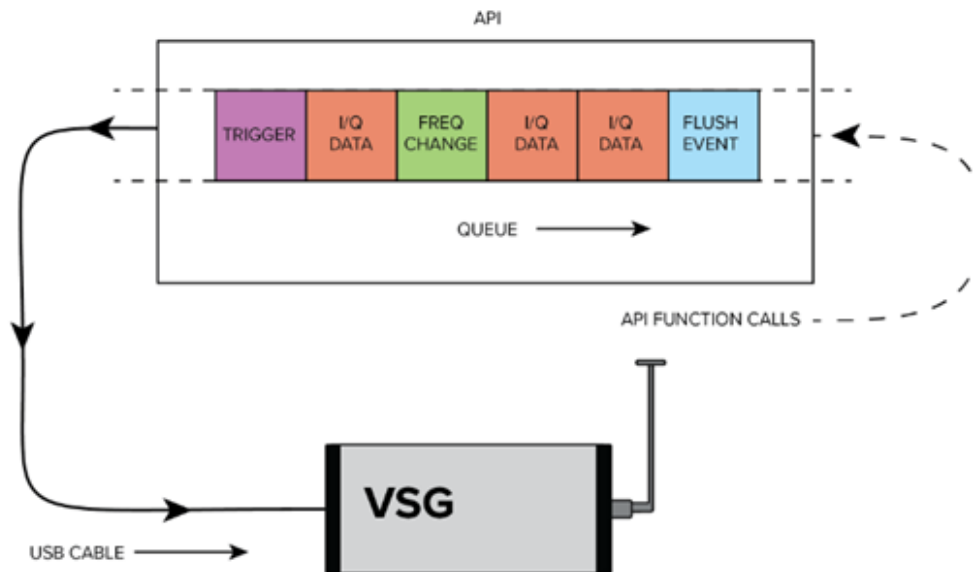 API
TRIGGER
I/Q
DATA
FREQ
CHANGE
I/Q
DATA
I/Q
DATA
FLUSH
EVENT
QUEUE
API FUNCTION CALLS
VSG
USB CABLE